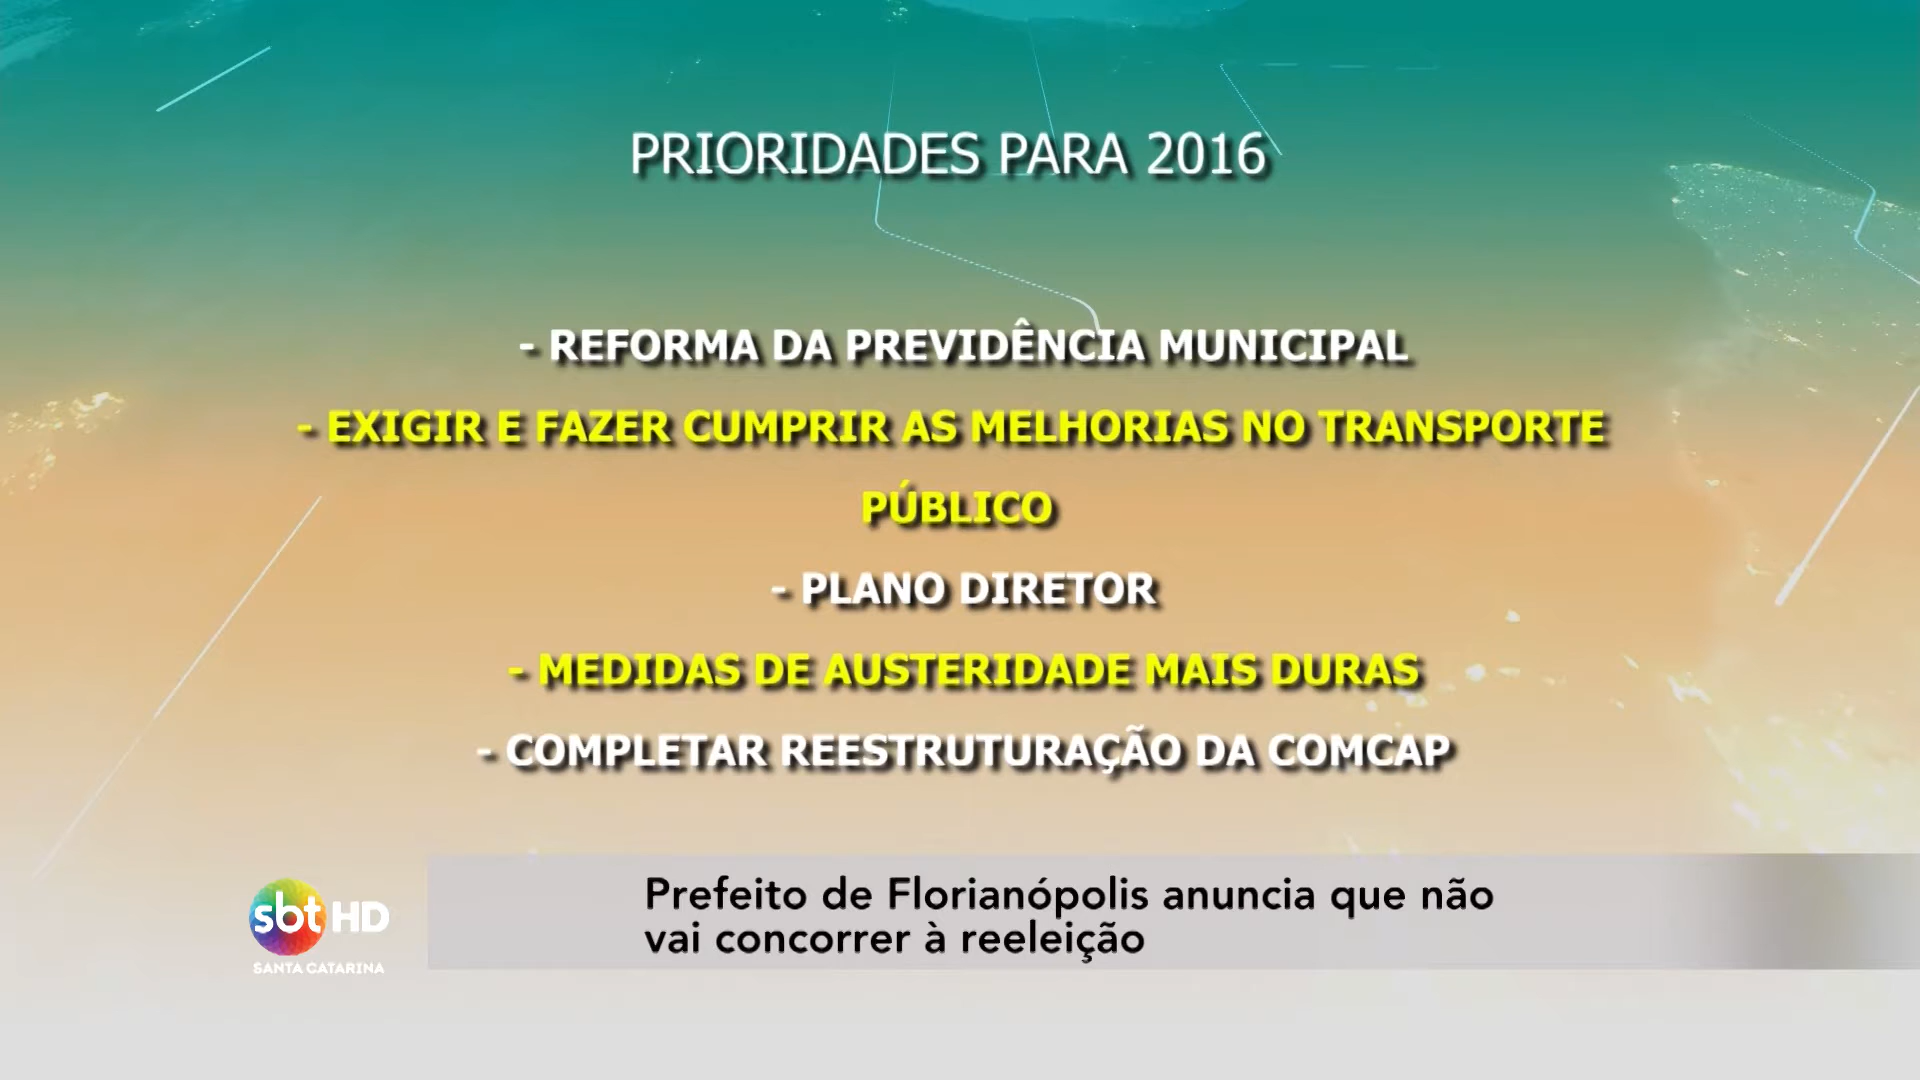 PRIORIDADES PARA 2016
- REFORMA DA PREVIDÊNCIA MUNICIPAL
- EXIGIR E FAZER CUMPRIR AS MELHORIAS NO TRANSPORTE
PÚBLICO
- PLANO DIRETOR
- MEDIDAS DE AUSTERIDADE MAIS DURAS
- COMPLETAR REESTRUTURAÇÃO DA COMCAP
Prefeito de Florianópolis anuncia que não
vai concorrer à reeleição
sbt HD
SANTA CATARINA